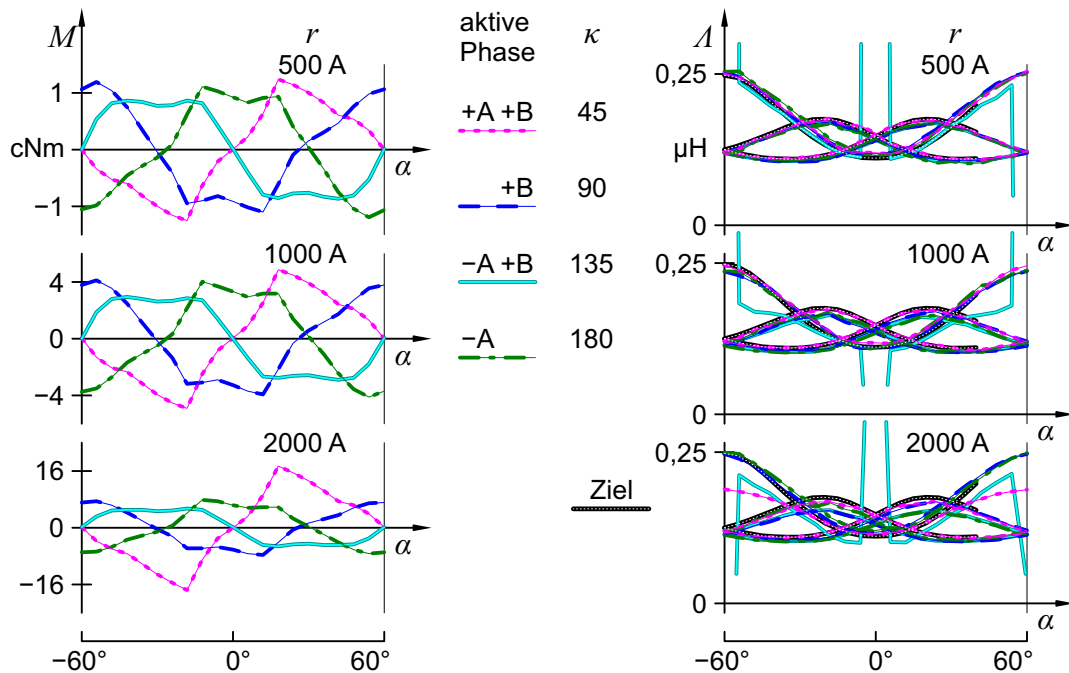 M r aktive κ Λ r
500 A Phase 0,25 500 A
1 +A +B 45
cNm α μH
−1 +B 90 0 α
1000 A −A +B 135 0,25 1000 A
4
0 α −A 180
−4 0 α
2000 A 0,25 2000 A
16 Ziel
0 α
−16 0 α
−60° 0° 60° −60° 0° 60°